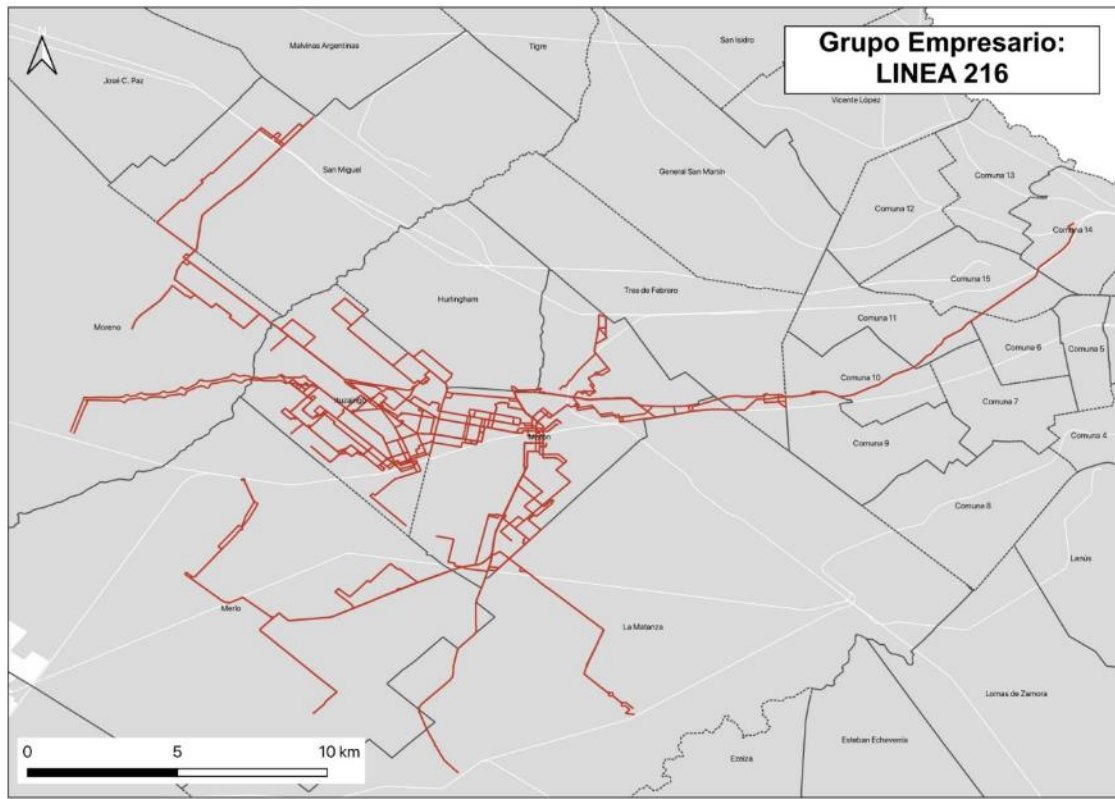 Grupo Empresario:
LINEA 216
N
Malvinas Argentinas
Tigre
San Isidro
José C. Paz
Vicente López
San Miguel
General San Martín
Comuna 13
Comuna 12
Comuna 14
Comuna 15
Hurlingham
Tres de Febrero
Moreno
Comuna 11
Comuna 6
Comuna 5
Comuna 10
Ituzaingó
Comuna 7
Morón
Comuna 9
Comuna 4
Comuna 8
Lanús
Merlo
La Matanza
Lomas de Zamora
Esteban Echeverría
Ezeiza
0 5 10 km